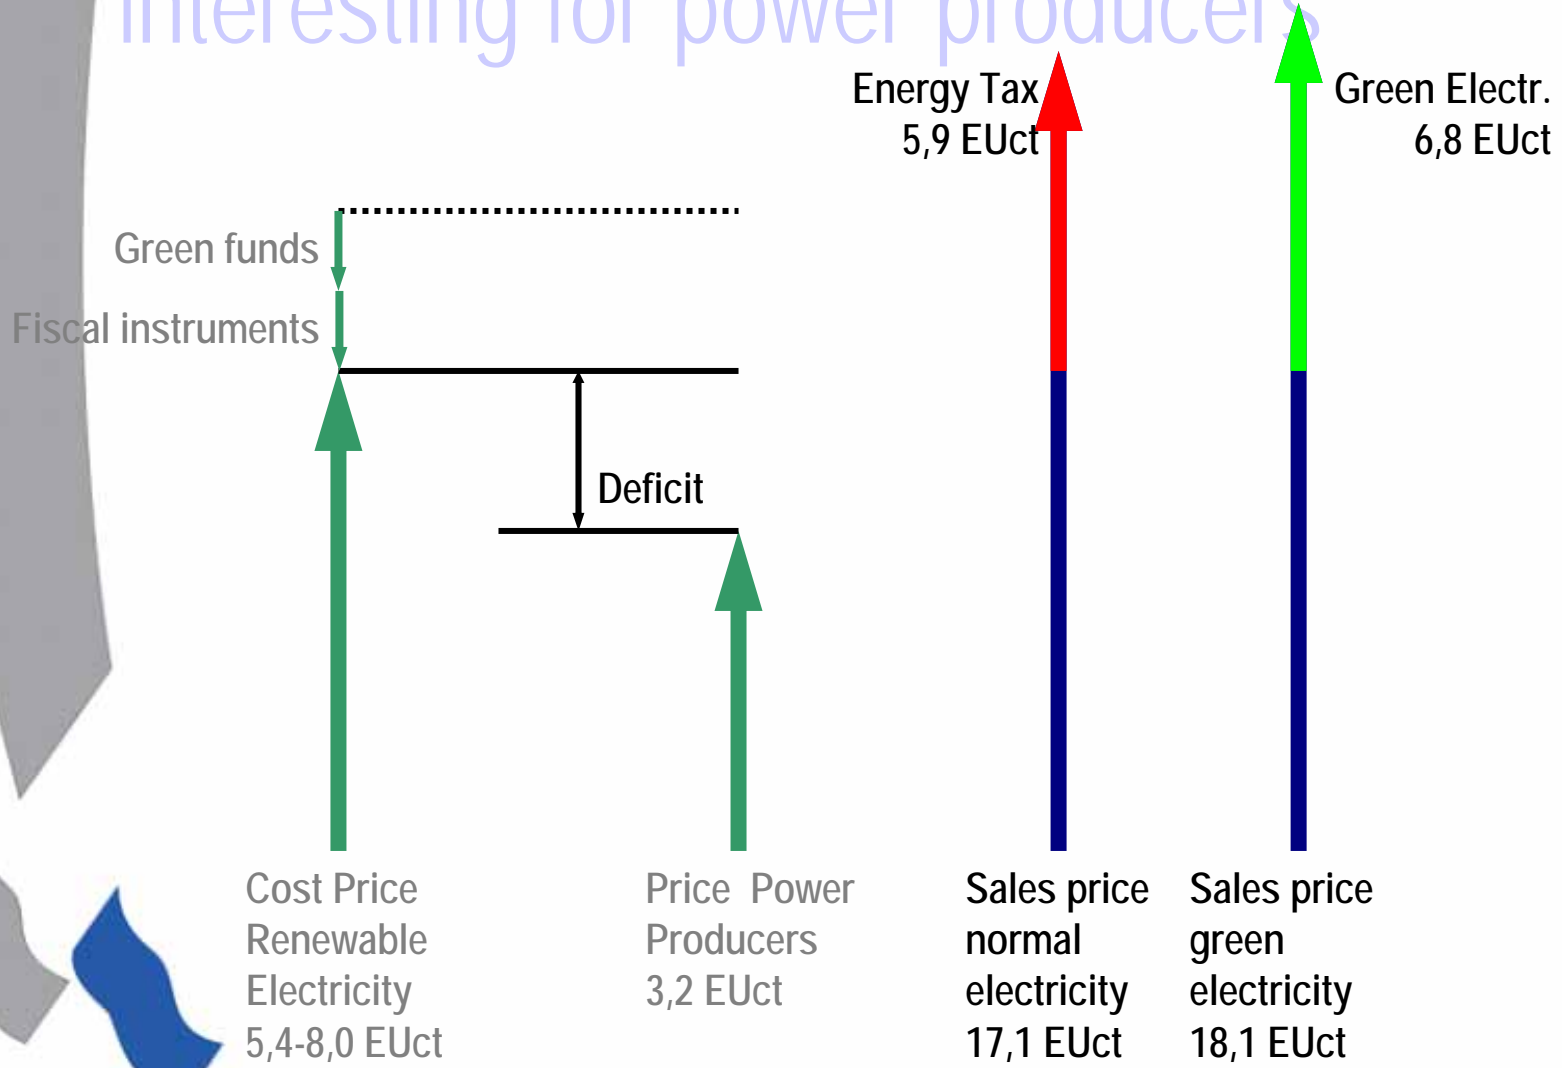 interesting for power producers
Energy Tax
5,9 EUct
Green Electr.
6,8 EUct
Green funds
Fiscal instruments
Deficit
Cost Price
Renewable
Electricity
5,4-8,0 EUct
Price Power
Producers
3,2 EUct
Sales price
normal
electricity
17,1 EUct
Sales price
green
electricity
18,1 EUct